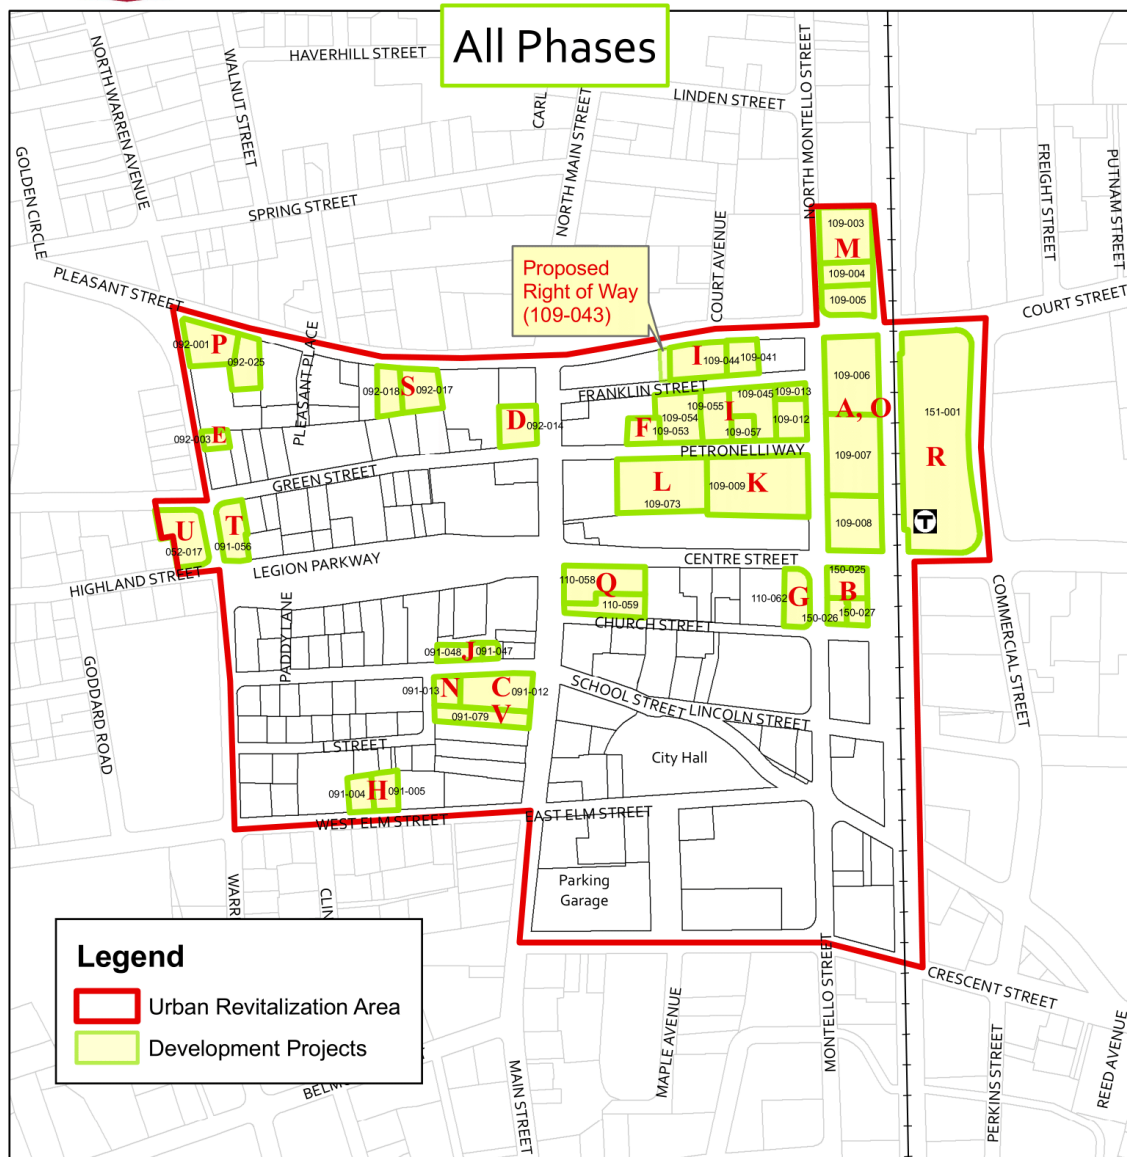 All Phases
HAVERHILL STREET
NORTH WARREN AVENUE
WALNUT STREET
CARL
LINDEN STREET
NORTH MONTELLO STREET
NORTH MAIN STREET
GOLDEN CIRCLE
SPRING STREET
COURT AVENUE
FREIGHT STREET
PUTNAM STREET
PLEASANT STREET
COURT STREET
Proposed
Right of Way
(109-043)
109-003
M
109-004
109-005
092-001
P
092-025
PLEASANT PLACE
092-018
S
092-017
I
109-044
109-041
FRANKLIN STREET
109-006
A, O
109-007
109-008
151-001
R
T
092-003
E
D
092-014
F
109-053
109-054
109-055
I
109-057
109-045
109-013
109-012
PETRONELLI WAY
GREEN STREET
L
109-073
109-009
K
U
052-017
T
091-056
HIGHLAND STREET
LEGION PARKWAY
CENTRE STREET
110-058
Q
110-059
110-062
G
150-025
B
150-026
150-027
CHURCH STREET
PADDY LANE
COMMERCIAL STREET
091-048
J
091-047
091-013
N
C
091-012
091-079
V
SCHOOL STREET
LINCOLN STREET
GODDARD ROAD
L STREET
City Hall
091-004
H
091-005
WEST ELM STREET
EAST ELM STREET
Parking
Garage
WARR
CLIN
Legend
Urban Revitalization Area
Development Projects
BELM
MAIN STREET
MAPLE AVENUE
MONTELLO STREET
CRESCENT STREET
PERKINS STREET
REED AVENUE